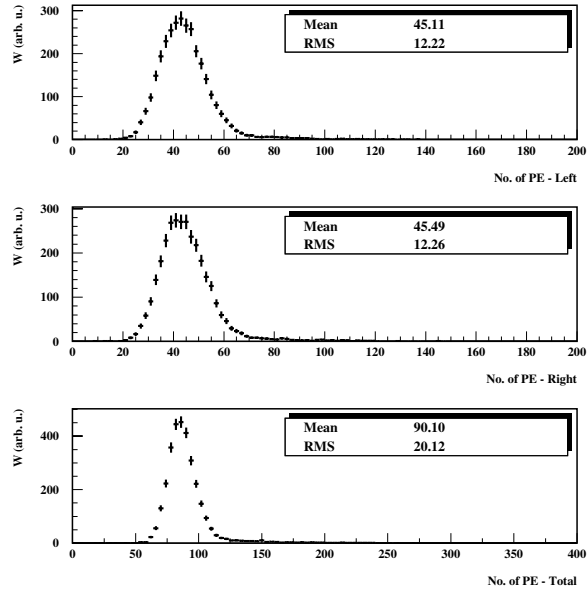 W (arb. u.)
300
200
100
0
Mean 45.11
RMS 12.22
0 20 40 60 80 100 120 140 160 180 200
No. of PE - Left
W (arb. u.)
300
200
100
0
Mean 45.49
RMS 12.26
0 20 40 60 80 100 120 140 160 180 200
No. of PE - Right
W (arb. u.)
400
200
0
Mean 90.10
RMS 20.12
0 50 100 150 200 250 300 350 400
No. of PE - Total